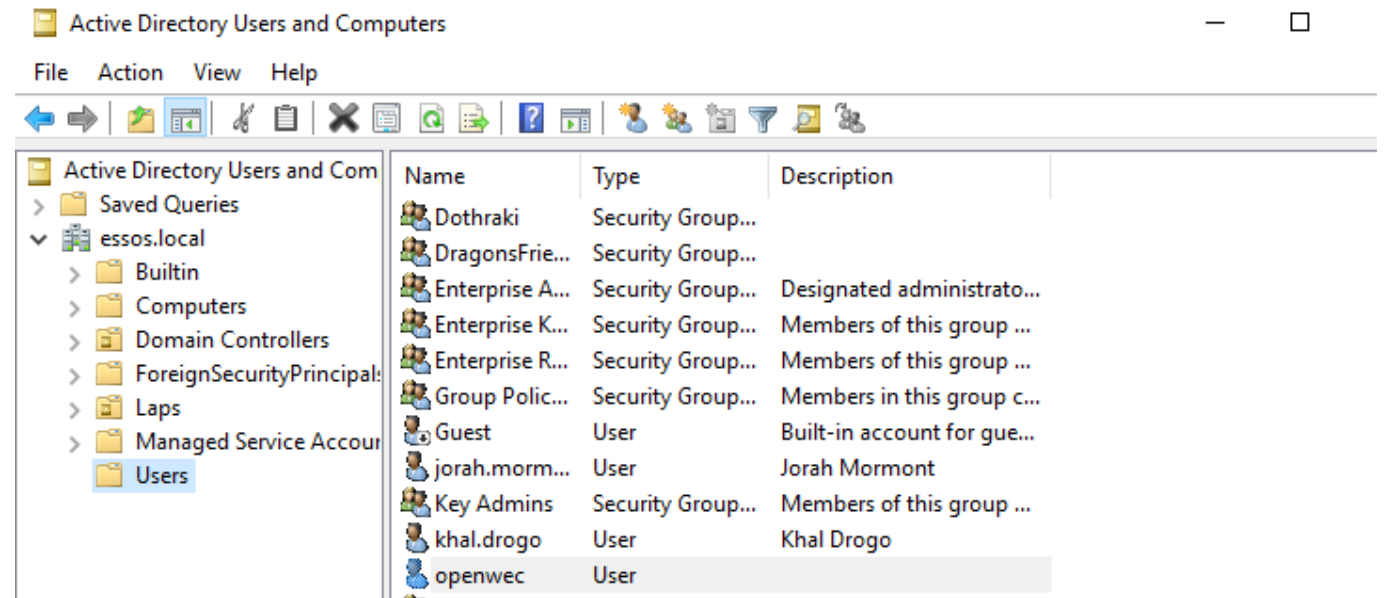 Active Directory Users and Computers
File Action View Help
Active Directory Users and Com
Saved Queries
essos.local
Builtin
Computers
Domain Controllers
ForeignSecurityPrincipals
Laps
Managed Service Accour
Users
Name Type Description
Dothraki Security Group...
DragonsFrie... Security Group...
Enterprise A... Security Group... Designated administrato...
Enterprise K... Security Group... Members of this group ...
Enterprise R... Security Group... Members of this group ...
Group Polic... Security Group... Members in this group c...
Guest User Built-in account for gue...
jorah.morm... User Jorah Mormont
Key Admins Security Group... Members of this group ...
khal.drogo User Khal Drogo
openwec User